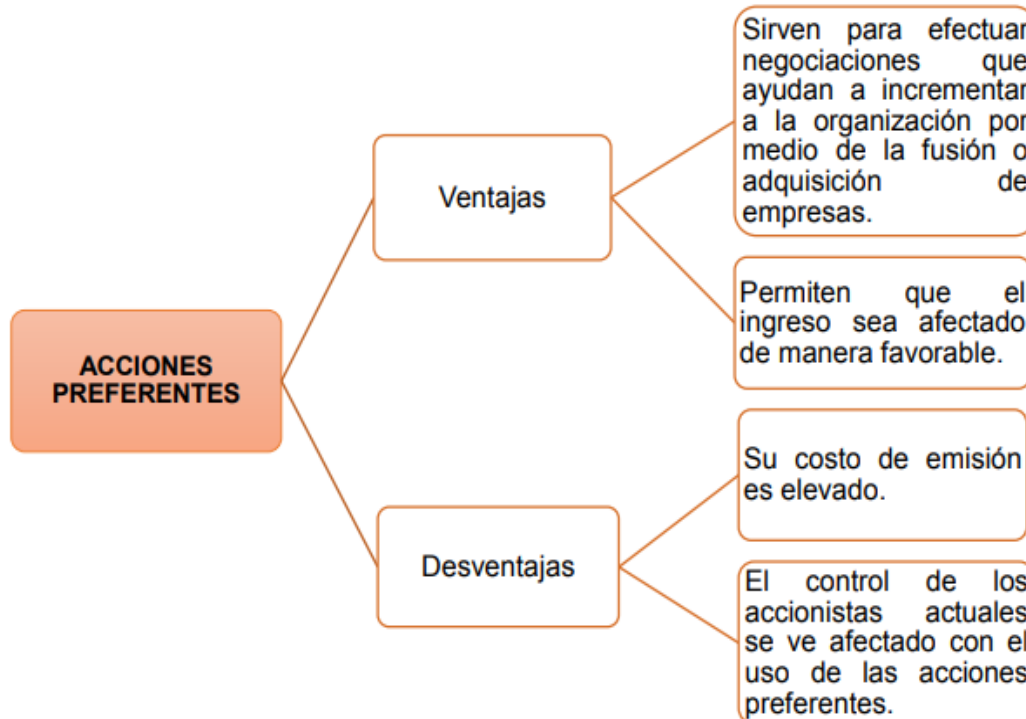 Sirven para efectuar
negociaciones que
ayudan a incrementar
a la organización por
medio de la fusión o
adquisición de
empresas.
Ventajas
Permiten que el
ingreso sea afectado
de manera favorable.
ACCIONES
PREFERENTES
Su costo de emisión
es elevado.
Desventajas
El control de los
accionistas actuales
se ve afectado con el
uso de las acciones
preferentes.